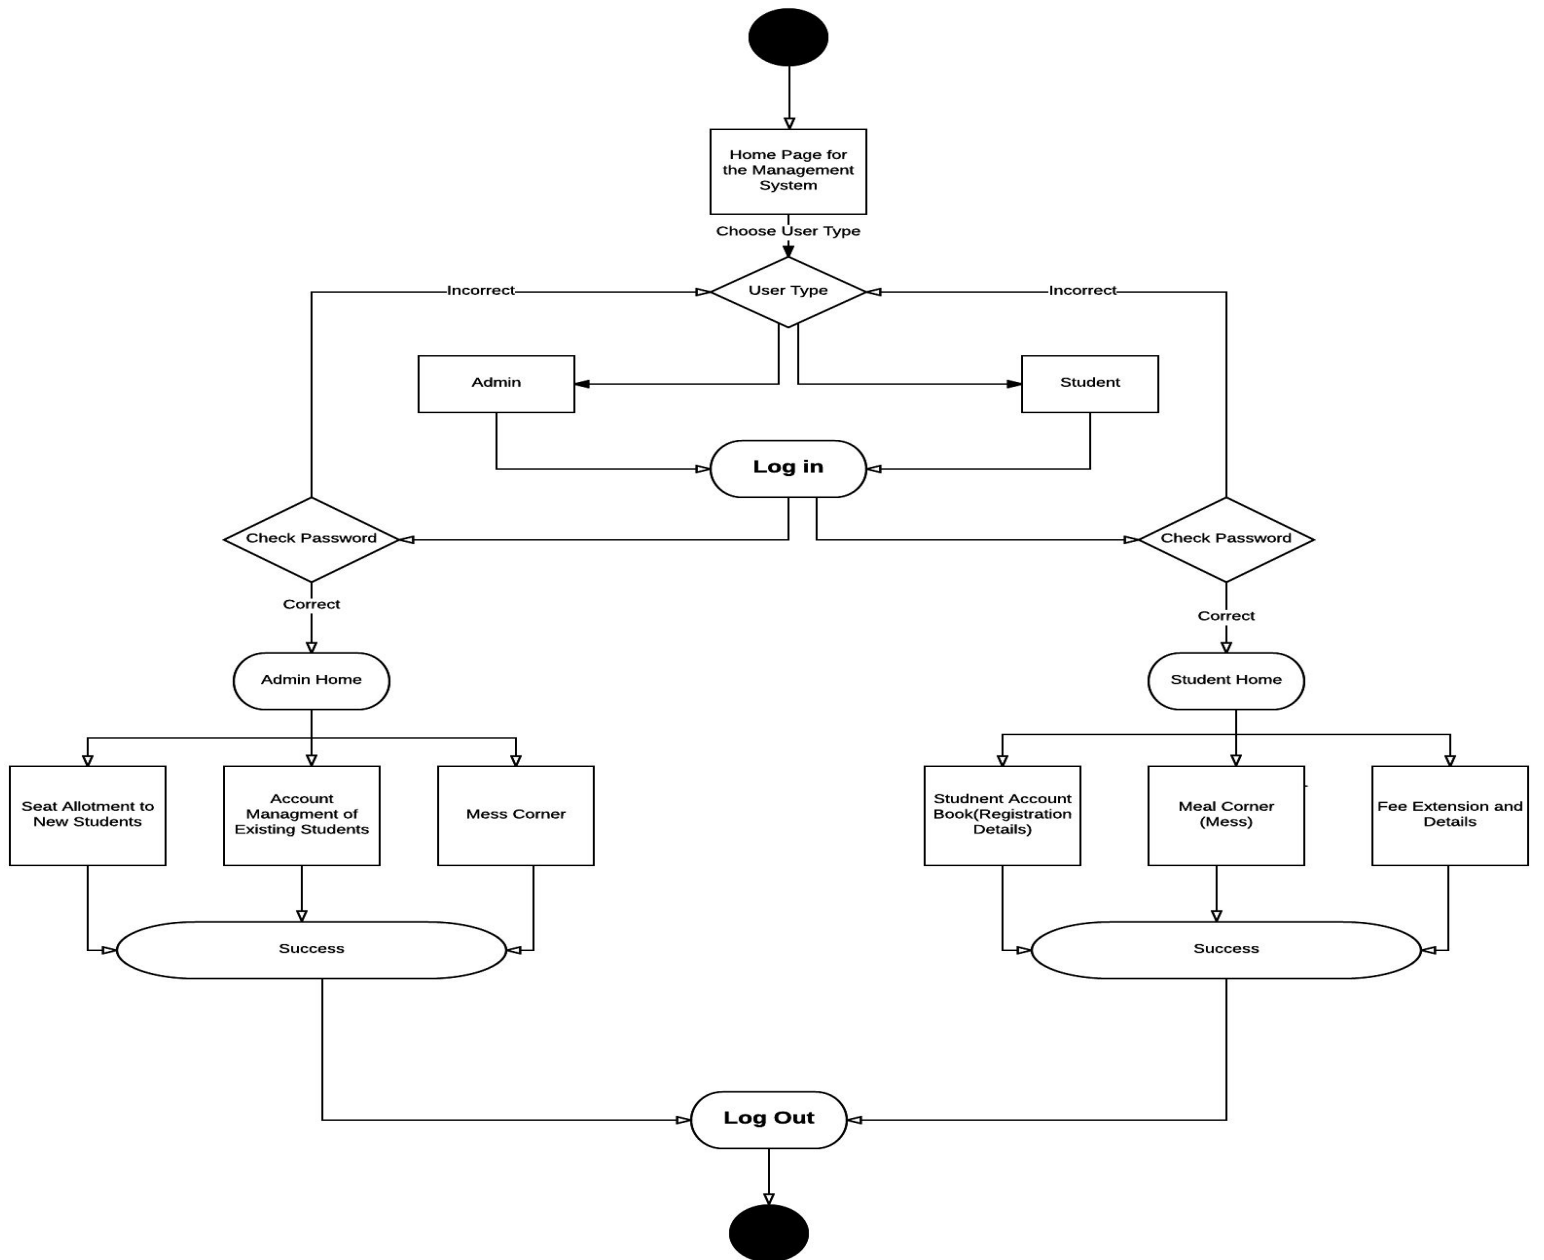 Home Page for
the Management
System
Choose User Type
User Type
Incorrect
Incorrect
Admin
Student
Log in
Check Password
Check Password
Correct
Correct
Admin Home
Student Home
Seat Allotment to
New Students
Account
Managment of
Existing Students
Mess Corner
Studnent Account
Book(Registration
Details)
Meal Corner
(Mess)
Fee Extension and
Details
Success
Success
Log Out